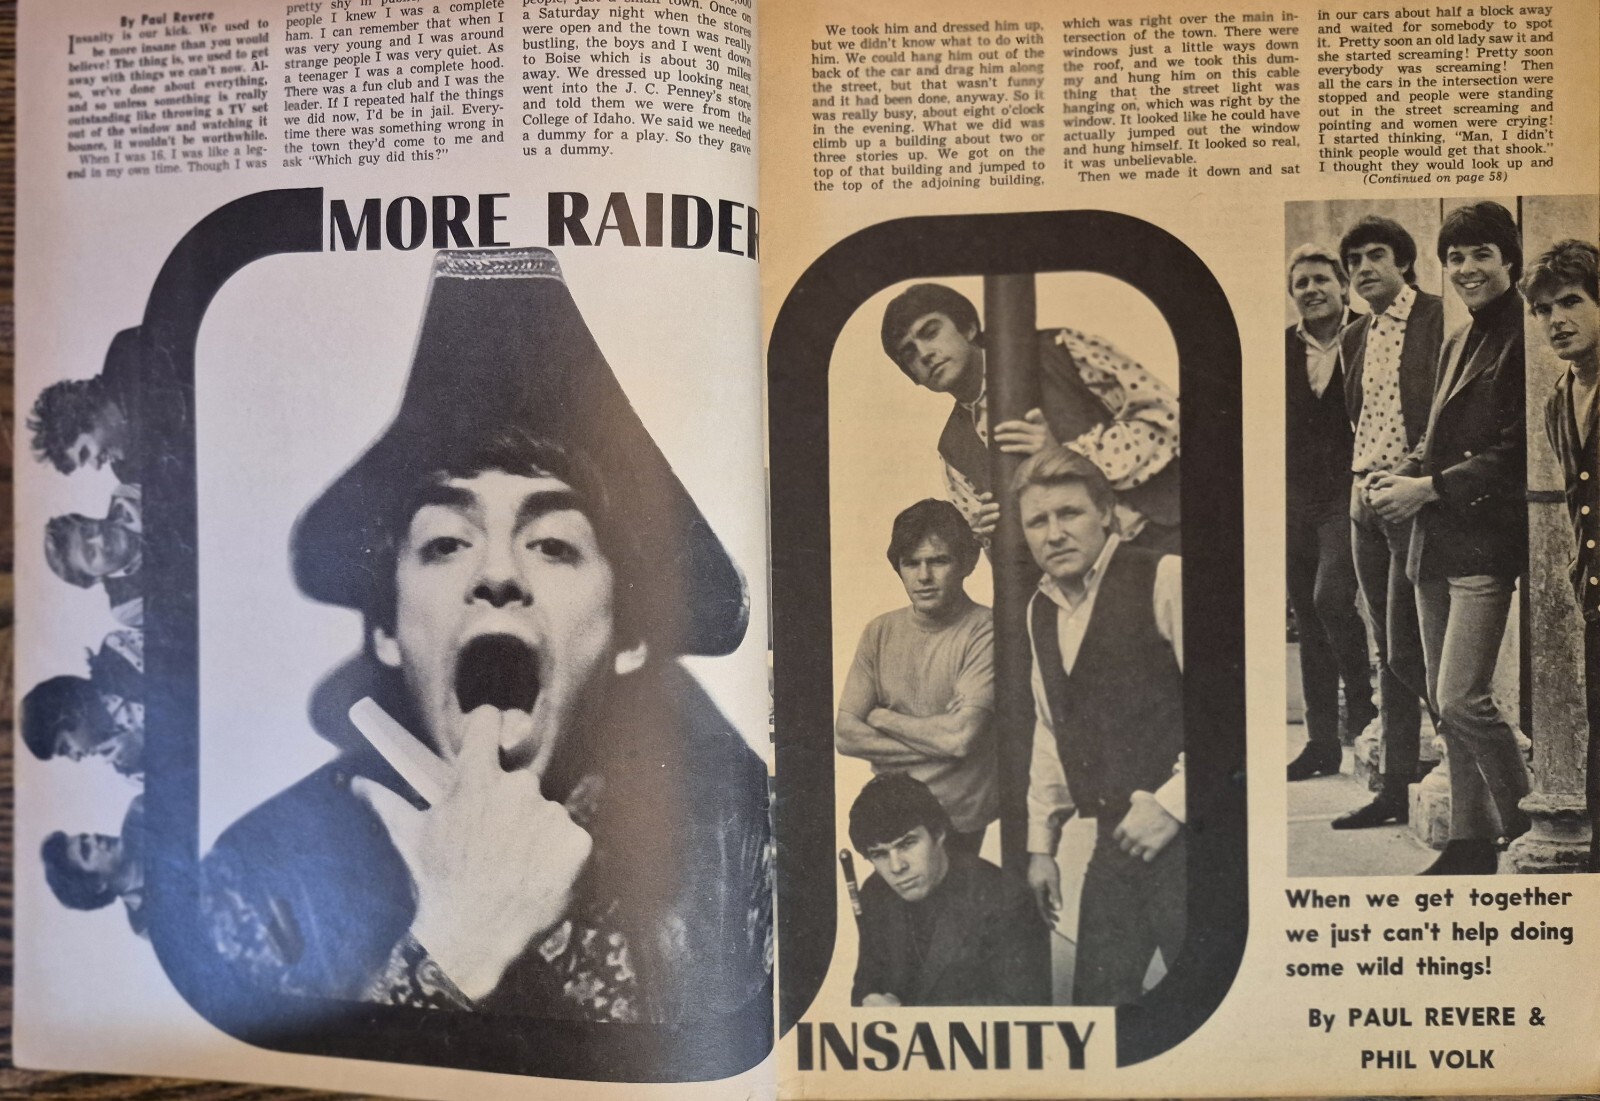 By Paul Revere
Insanity is our kick. We used to
be more insane than you would
believe! The thing is, we used to get
away with things we can't now. Al-
so, we've done about everything,
and so unless something is really
outstanding like throwing a TV set
out of the window and watching it
bounce, it wouldn't be worthwhile.
When I was 16, I was like a leg-
end in my own time. Though I was
pretty shy in
people I knew I was a complete
ham. I can remember that when I
was very young and I was around
strange people I was very quiet. As
a teenager I was a complete hood.
There was a fun club and I was the
leader. If I repeated half the things
we did now, I'd be in jail. Every-
time there was something wrong in
the town they'd come to me and
ask "Which guy did this?"
people, just a small town. Once on
a Saturday night when the stores
were open and the town was really
bustling, the boys and I went down
to Boise which is about 30 miles
away. We dressed up looking neat,
went into the J. C. Penney's store
and told them we were from the
College of Idaho. We said we needed
a dummy for a play. So they gave
us a dummy.
We took him and dressed him up,
but we didn't know what to do with
him. We could hang him out of the
back of the car and drag him along
the street, but that wasn't funny
and it had been done, anyway. So it
was really busy, about eight o'clock
in the evening. What we did was
climb up a building about two or
three stories up. We got on the
top of that building and jumped to
the top of the adjoining building,
which was right over the main in-
tersection of the town. There were
windows just a little ways down
the roof, and we took this dum-
my and hung him on this cable
thing that the street light was
hanging on, which was right by the
window. It looked like he could have
actually jumped out the window
and hung himself. It looked so real,
it was unbelievable.
Then we made it down and sat
in our cars about half a block away
and waited for somebody to spot
it. Pretty soon an old lady saw it and
she started screaming! Pretty soon
everybody was screaming! Then
all the cars in the intersection were
stopped and people were standing
out in the street screaming and
pointing and women were crying!
I started thinking, "Man, I didn't
think people would get that shook."
I thought they would look up and
(Continued on page 58)
MORE RAIDER
INSANITY
When we get together
we just can't help doing
some wild things!
By PAUL REVERE &
PHIL VOLK